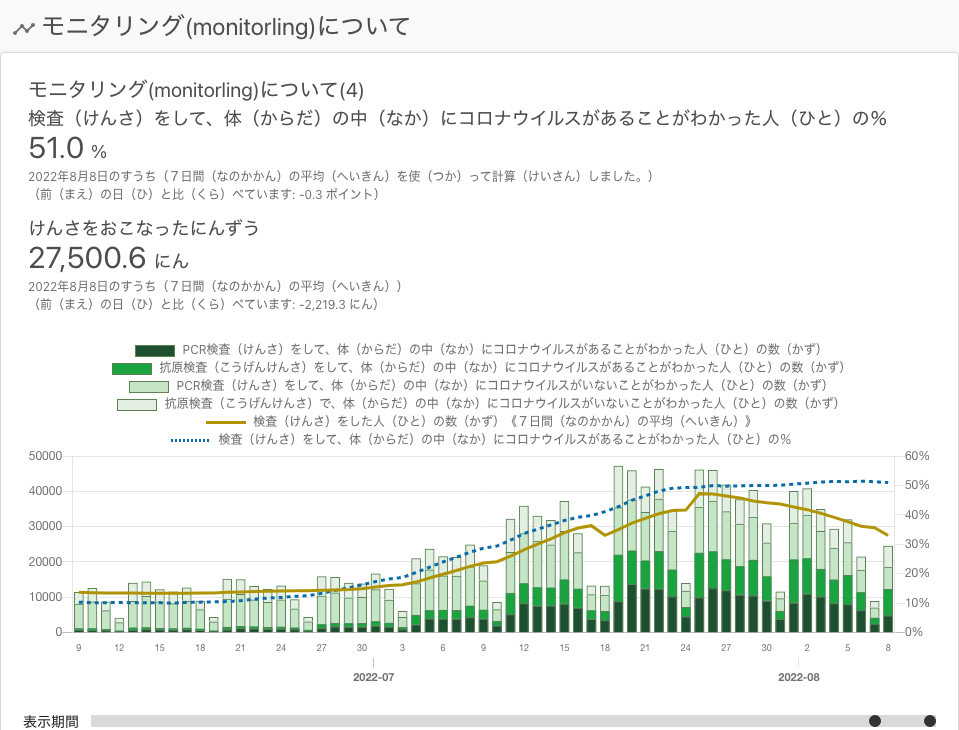 モニタリング(monitorling)について
モニタリング(monitorling)について(4)
検査（けんさ）をして、体（からだ）の中（なか）にコロナウイルスがあることがわかった人（ひと）の%
51.0 %
2022年8月8日のすうち（７日間（なのかかん）の平均（へいきん）を使（つか）って計算（けいさん）しました。）
（前（まえ）の日（ひ）と比（くら）べています: -0.3 ポイント）
けんさをおこなったにんずう
27,500.6 にん
2022年8月8日のすうち（７日間（なのかかん）の平均（へいきん））
（前（まえ）の日（ひ）と比（くら）べています: -2,219.3 にん）
PCR検査（けんさ）をして、体（からだ）の中（なか）にコロナウイルスがあることがわかった人（ひと）の数（かず）
抗原検査（こうげんけんさ）をして、体（からだ）の中（なか）にコロナウイルスがあることがわかった人（ひと）の数（かず）
PCR検査（けんさ）をして、体（からだ）の中（なか）にコロナウイルスがいないことがわかった人（ひと）の数（かず）
抗原検査（こうげんけんさ）で、体（からだ）の中（なか）にコロナウイルスがいないことがわかった人（ひと）の数（かず）
検査（けんさ）をした人（ひと）の数（かず）《７日間（なのかかん）の平均（へいきん）》
検査（けんさ）をして、体（からだ）の中（なか）にコロナウイルスがあることがわかった人（ひと）の%
50000 60%
40000 50%
30000 40%
20000 30%
10000 20%
0 10%
0%
9 12 15 18 21 24 27 30 3 6 9 12 15 18 21 24 27 30 2 5 8
2022-07 2022-08
表示期間